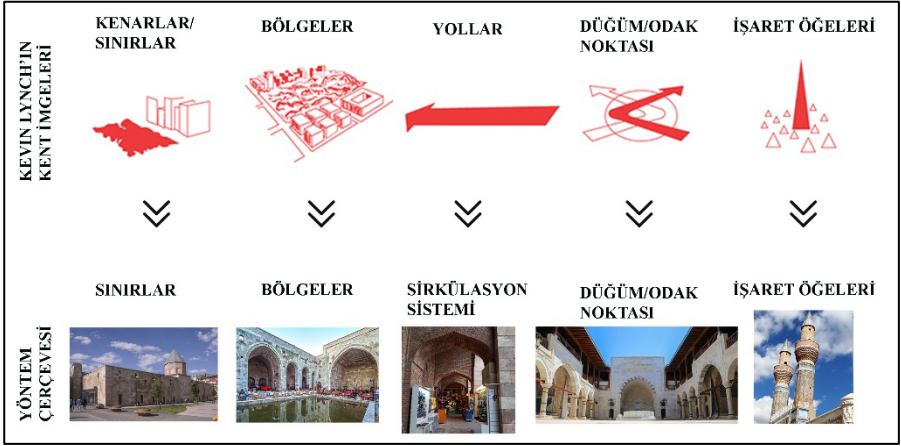 KEVIN LYNCH'IN
KENT İMGELERİ
KENARLAR/
SINIRLAR
BÖLGELER
YOLLAR
DÜĞÜM/ODAK
NOKTASI
İŞARET ÖĞELERİ
YÖNTEM
ÇERÇEVESİ
SINIRLAR
BÖLGELER
SİRKÜLASYON
SİSTEMİ
DÜĞÜM/ODAK
NOKTASI
İŞARET ÖĞELERİ